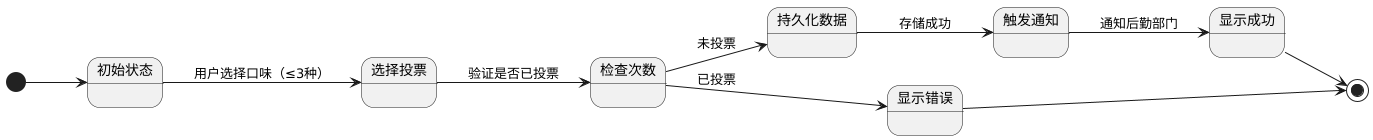 初始状态
用户选择口味（≤3种）
选择投票
验证是否已投票
检查次数
未投票
持久化数据
存储成功
触发通知
通知后勤部门
显示成功
已投票
显示错误